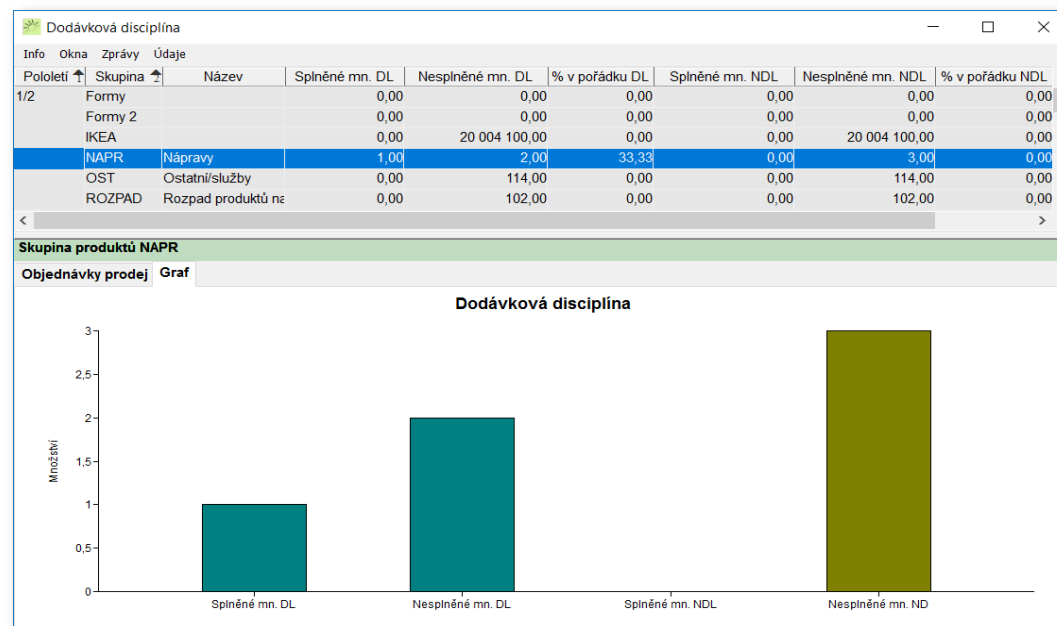 Dodávková disciplína
Info Okna Zprávy Údaje
Pololetí 1 Skupina 2 Název Splněné mn. DL Nesplněné mn. DL % v pořádku DL Splněné mn. NDL Nesplněné mn. NDL % v pořádku NDL
1/2 Formy 0,00 0,00 0,00 0,00 0,00 0,00
Formy 2 0,00 0,00 0,00 0,00 0,00 0,00
IKEA 0,00 20 004 100,00 0,00 0,00 20 004 100,00 0,00
NAPR Nápravy 1,00 2,00 33,33 0,00 3,00 0,00
OST Ostatní/služby 0,00 114,00 0,00 0,00 114,00 0,00
ROZPAD Rozpad produktů na 0,00 102,00 0,00 0,00 102,00 0,00
Skupina produktů NAPR
Objednávky prodej Graf
Dodávková disciplína
Množství
3
2,5
2
1,5
1
0,5
0
Splněné mn. DL Nesplněné mn. DL Splněné mn. NDL Nesplněné mn. ND